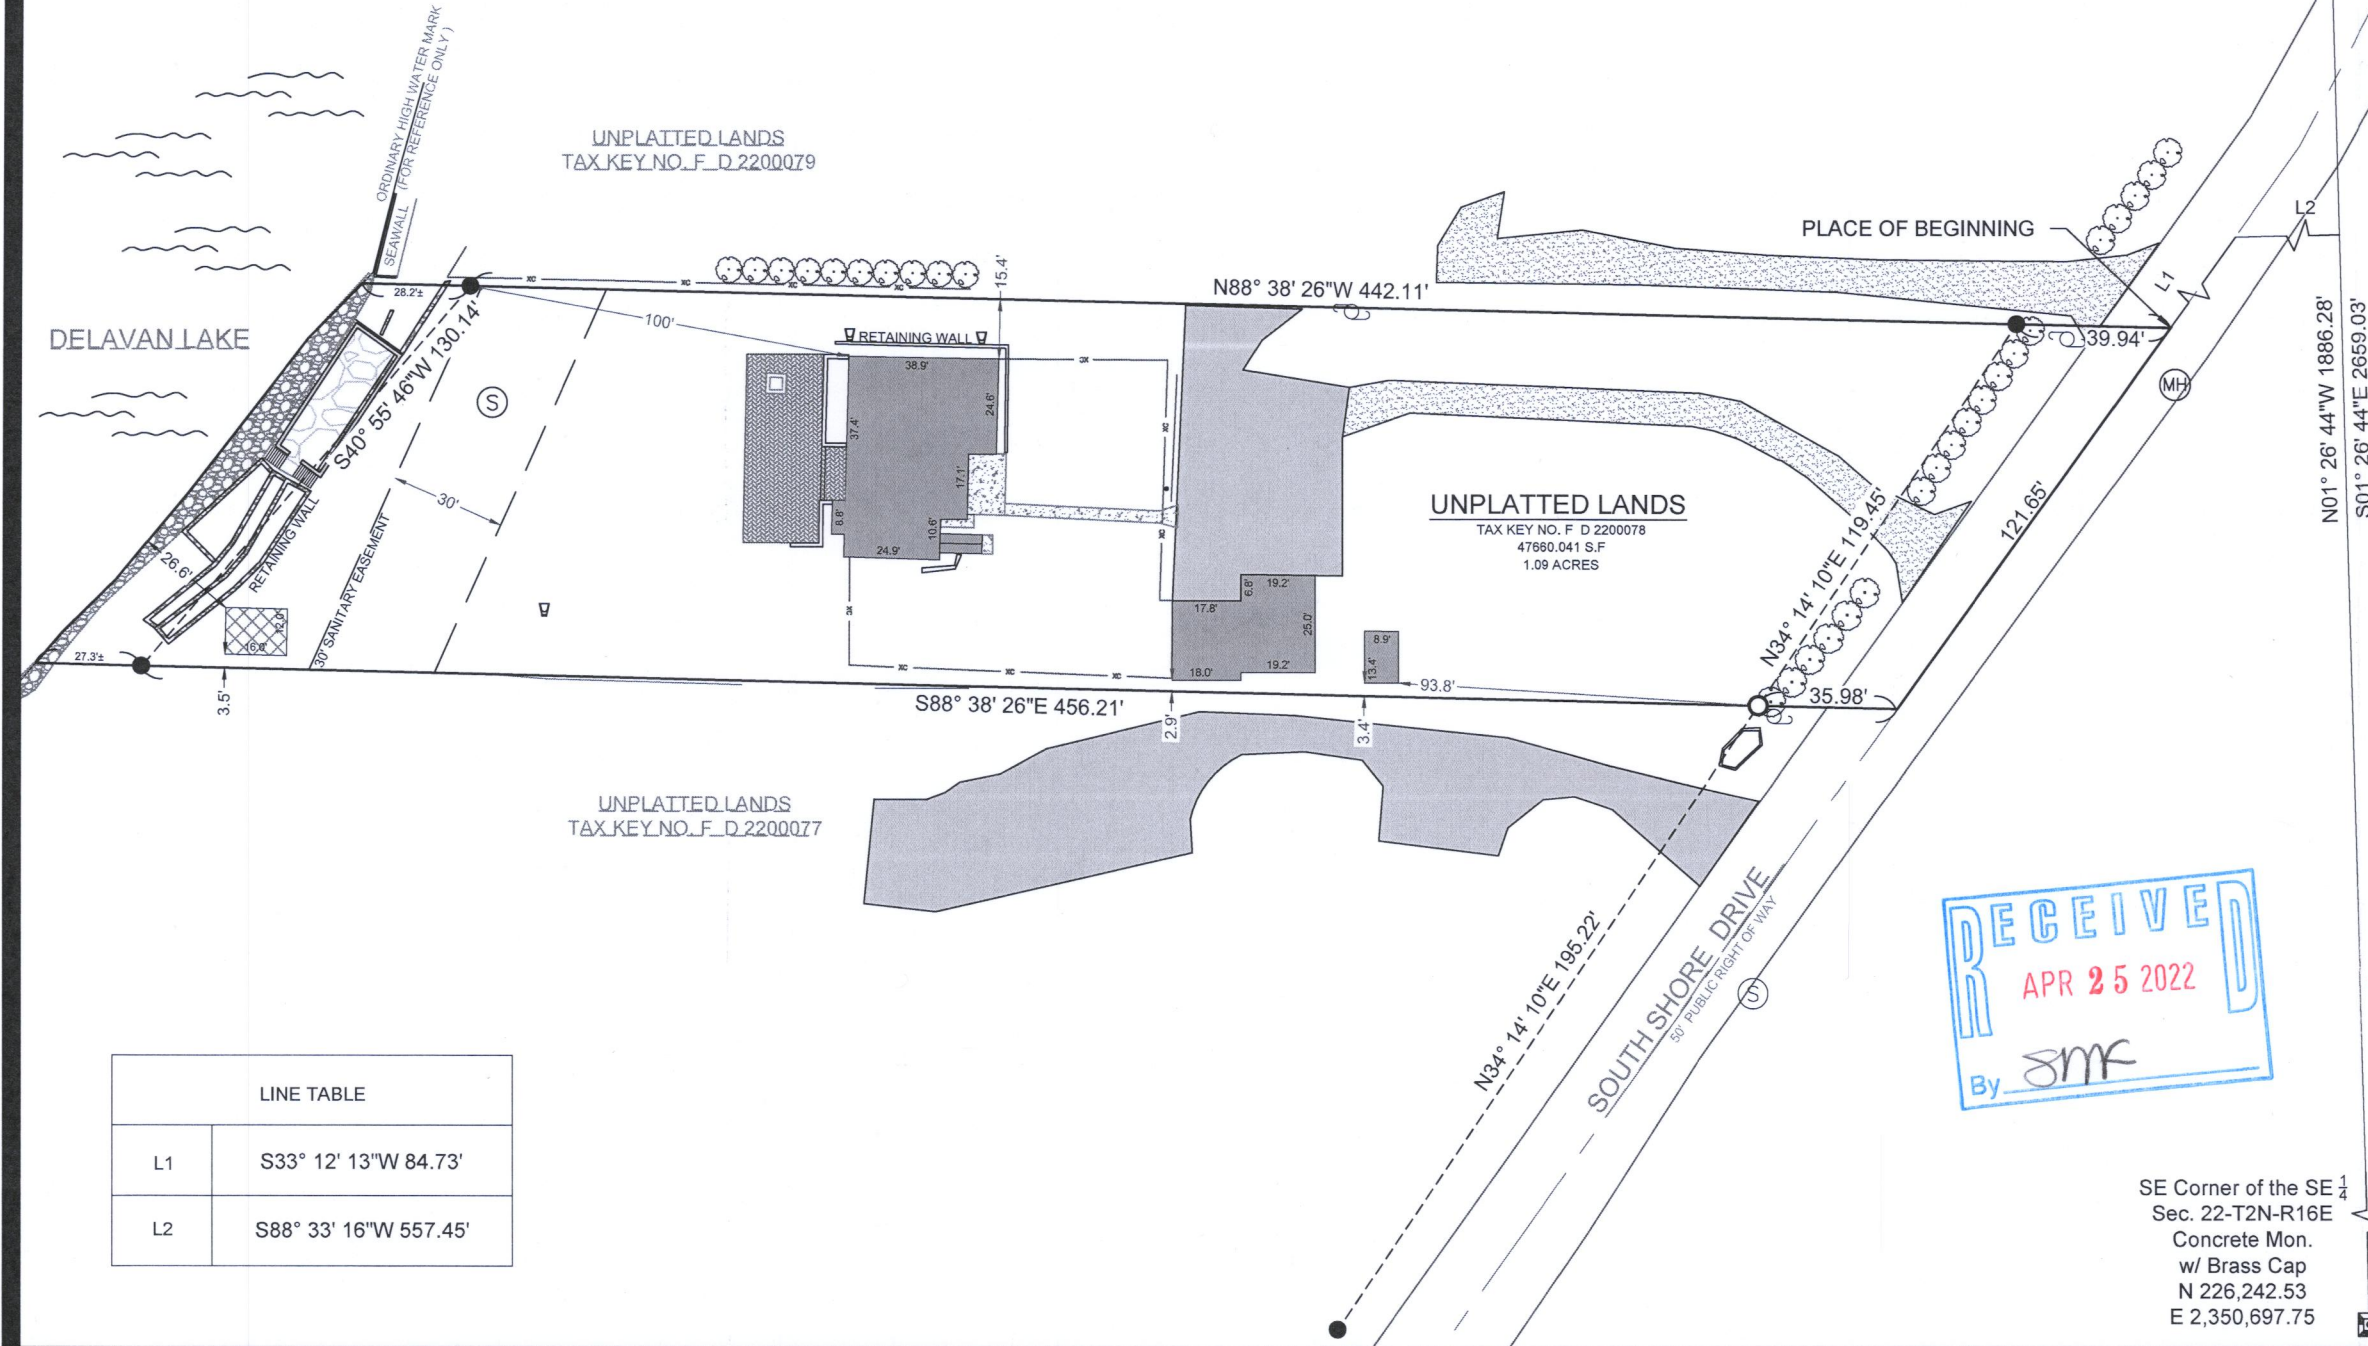 ORDINARY HIGH WATER MARK
(FOR REFERENCE ONLY )
SEAWALL
UNPLATTED LANDS
TAX KEY NO. F D 2200079
PLACE OF BEGINNING
L2
L1
DELAVAN LAKE
28.2'±
S40° 55' 46"W 130.14'
100'
15.4'
N88° 38' 26"W 442.11'
39.94'
MH
N01° 26' 44"W 1886.28'
S01° 26' 44"E 2659.03'
RETAINING WALL
38.9'
24.6'
37.4'
17.1'
8.8'
10.6'
24.9'
S
30'
30' SANITARY EASEMENT
RETAINING WALL
26.6'
12.0'
16.0'
27.3'±
3.5'
UNPLATTED LANDS
TAX KEY NO. F D 2200078
47660.041 S.F
1.09 ACRES
N34° 14' 10"E 119.45'
121.65'
6.8'
19.2'
17.8'
25.0'
18.0'
19.2'
8.9'
13.4'
93.8'
35.98'
S88° 38' 26"E 456.21'
2.9'
3.4'
UNPLATTED LANDS
TAX KEY NO. F D 2200077
N34° 14' 10"E 195.22'
SOUTH SHORE DRIVE
50' PUBLIC RIGHT OF WAY
S
RECEIVED
APR 25 2022
By SMK
LINE TABLE
L1 S33° 12' 13"W 84.73'
L2 S88° 33' 16"W 557.45'
SE Corner of the SE 1/4
Sec. 22-T2N-R16E
Concrete Mon.
w/ Brass Cap
N 226,242.53
E 2,350,697.75